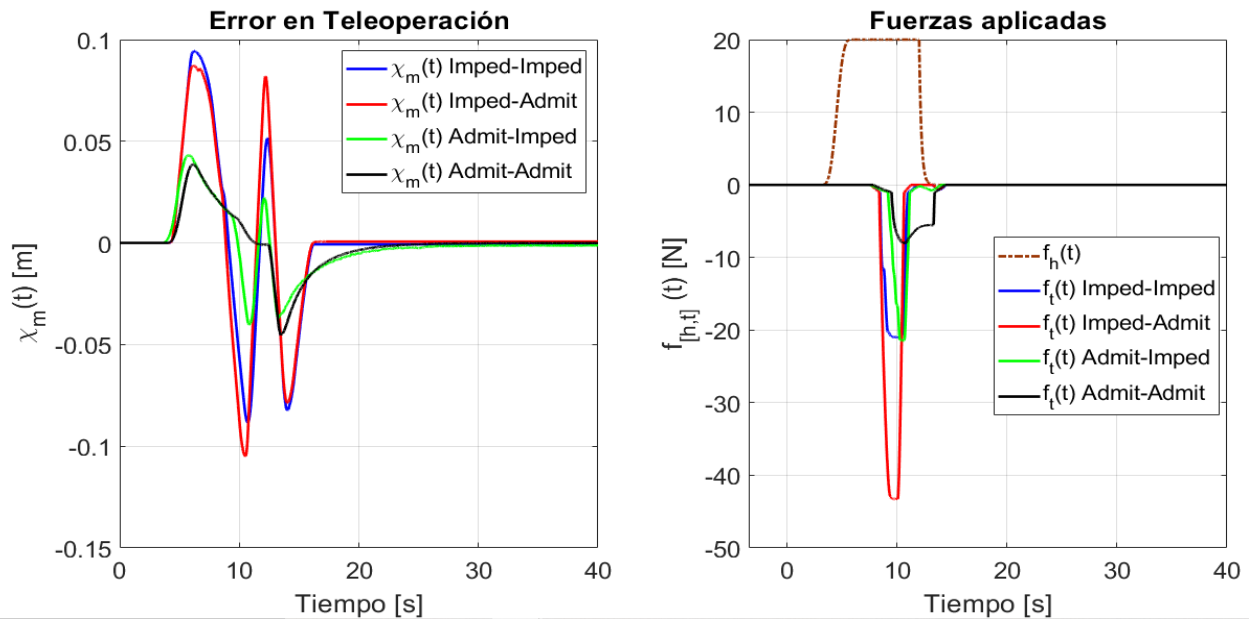 Error en Teleoperación
0.1
0.05
0
-0.05
-0.1
-0.15
χm(t) [m]
χm(t) Imped-Imped
χm(t) Imped-Admit
χm(t) Admit-Imped
χm(t) Admit-Admit
0 10 20 30 40
Tiempo [s]
Fuerzas aplicadas
20
10
0
-10
-20
-30
-40
-50
f[h,t](t) [N]
fh(t)
ft(t) Imped-Imped
ft(t) Imped-Admit
ft(t) Admit-Imped
ft(t) Admit-Admit
0 10 20 30 40
Tiempo [s]